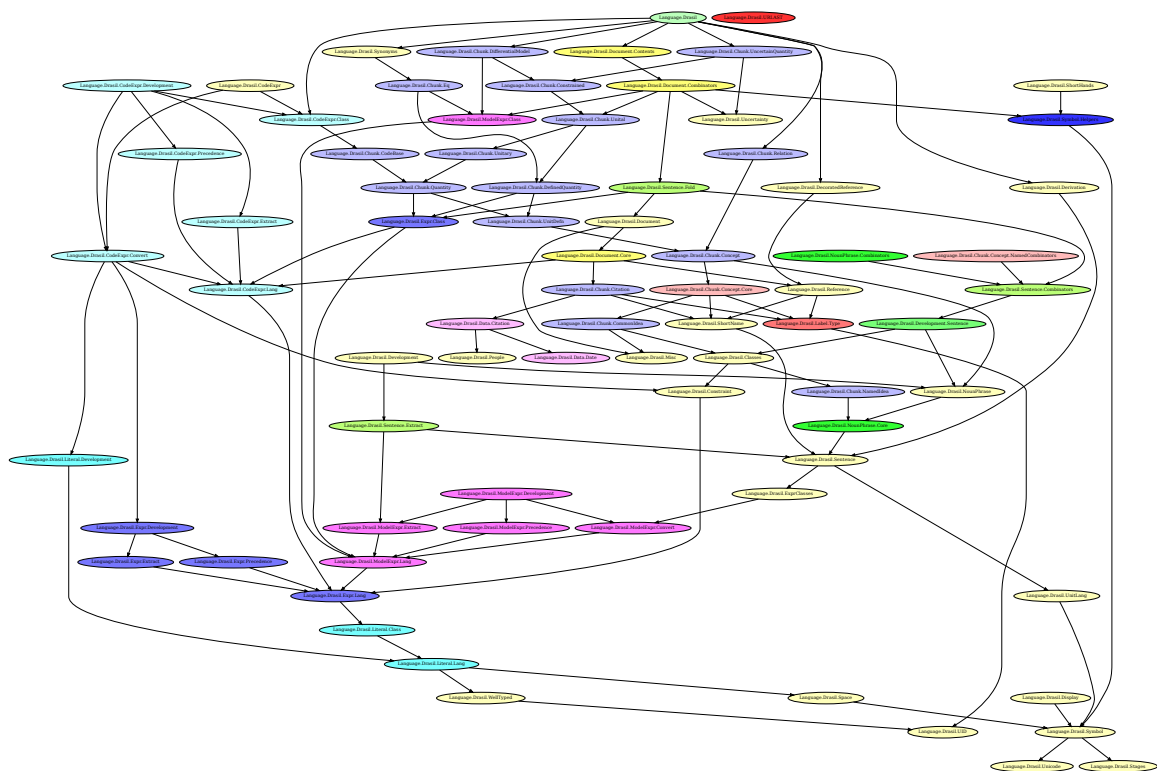 Language.Drasil
Language.Drasil.URI.AST
Language.Drasil.Synonyms
Language.Drasil.Chunk.DifferentialModel
Language.Drasil.Document.Contents
Language.Drasil.Chunk.UncertainQuantity
Language.Drasil.CodeExpr.Development
Language.Drasil.CodeExpr
Language.Drasil.Chunk.Eq
Language.Drasil.Chunk.Constrained
Language.Drasil.Document.Combinators
Language.Drasil.ShortHands
Language.Drasil.CodeExpr.Class
Language.Drasil.ModelExpr.Class
Language.Drasil.Chunk.Unital
Language.Drasil.Uncertainty
Language.Drasil.Symbol.Helpers
Language.Drasil.CodeExpr.Precedence
Language.Drasil.Chunk.CodeBase
Language.Drasil.Chunk.Unitary
Language.Drasil.Chunk.Relation
Language.Drasil.Chunk.Quantity
Language.Drasil.Chunk.DefinedQuantity
Language.Drasil.Sentence.Fold
Language.Drasil.DecoratedReference
Language.Drasil.Derivation
Language.Drasil.CodeExpr.Extract
Language.Drasil.Expr.Class
Language.Drasil.Chunk.UnitDefn
Language.Drasil.Document
Language.Drasil.CodeExpr.Convert
Language.Drasil.Document.Core
Language.Drasil.Chunk.Concept
Language.Drasil.NounPhrase.Combinators
Language.Drasil.Chunk.Concept.NamedCombinators
Language.Drasil.CodeExpr.Lang
Language.Drasil.Chunk.Citation
Language.Drasil.Chunk.Concept.Core
Language.Drasil.Reference
Language.Drasil.Sentence.Combinators
Language.Drasil.Data.Citation
Language.Drasil.Chunk.CommonIdea
Language.Drasil.ShortName
Language.Drasil.Label.Type
Language.Drasil.Development.Sentence
Language.Drasil.Development
Language.Drasil.People
Language.Drasil.Data.Date
Language.Drasil.Misc
Language.Drasil.Classes
Language.Drasil.Constraint
Language.Drasil.Chunk.NamedIdea
Language.Drasil.NounPhrase
Language.Drasil.Sentence.Extract
Language.Drasil.NounPhrase.Core
Language.Drasil.Literal.Development
Language.Drasil.Sentence
Language.Drasil.ModelExpr.Development
Language.Drasil.ExprClasses
Language.Drasil.Expr.Development
Language.Drasil.ModelExpr.Extract
Language.Drasil.ModelExpr.Precedence
Language.Drasil.ModelExpr.Convert
Language.Drasil.Expr.Extract
Language.Drasil.Expr.Precedence
Language.Drasil.ModelExpr.Lang
Language.Drasil.Expr.Lang
Language.Drasil.UnitLang
Language.Drasil.Literal.Class
Language.Drasil.Literal.Lang
Language.Drasil.WellTyped
Language.Drasil.Space
Language.Drasil.Display
Language.Drasil.UID
Language.Drasil.Symbol
Language.Drasil.Unicode
Language.Drasil.Stages